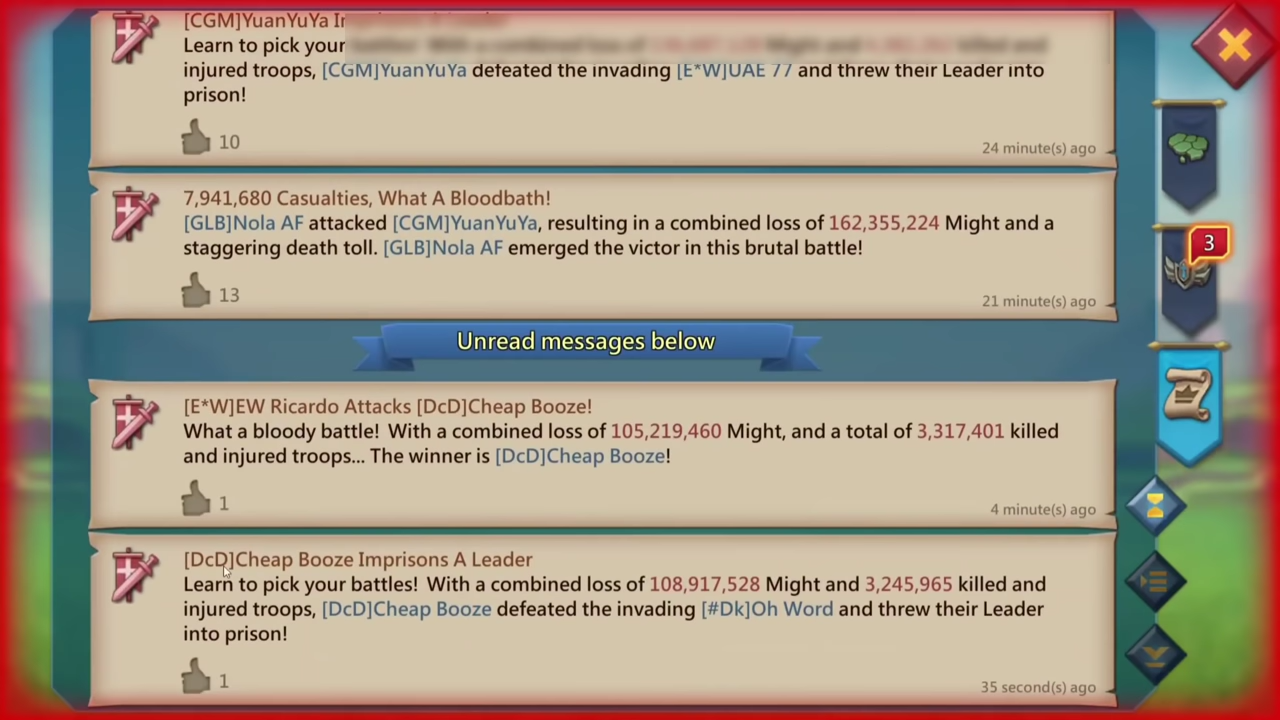 [CGM]YuanYuYa
Learn to pick your
injured troops, [CGM]YuanYuYa defeated the invading [E*W]UAE 77 and threw their Leader into
prison!
10
24 minute(s) ago
7,941,680 Casualties, What A Bloodbath!
[GLB]Nola AF attacked [CGM]YuanYuYa, resulting in a combined loss of 162,355,224 Might and a
staggering death toll. [GLB]Nola AF emerged the victor in this brutal battle!
13
21 minute(s) ago
3
Unread messages below
[E*W]EW Ricardo Attacks [DcD]Cheap Booze!
What a bloody battle! With a combined loss of 105,219,460 Might, and a total of 3,317,401 killed
and injured troops... The winner is [DcD]Cheap Booze!
1
4 minute(s) ago
[DcD]Cheap Booze Imprisons A Leader
Learn to pick your battles! With a combined loss of 108,917,528 Might and 3,245,965 killed and
injured troops, [DcD]Cheap Booze defeated the invading [#Dk]Oh Word and threw their Leader
into prison!
1
35 second(s) ago